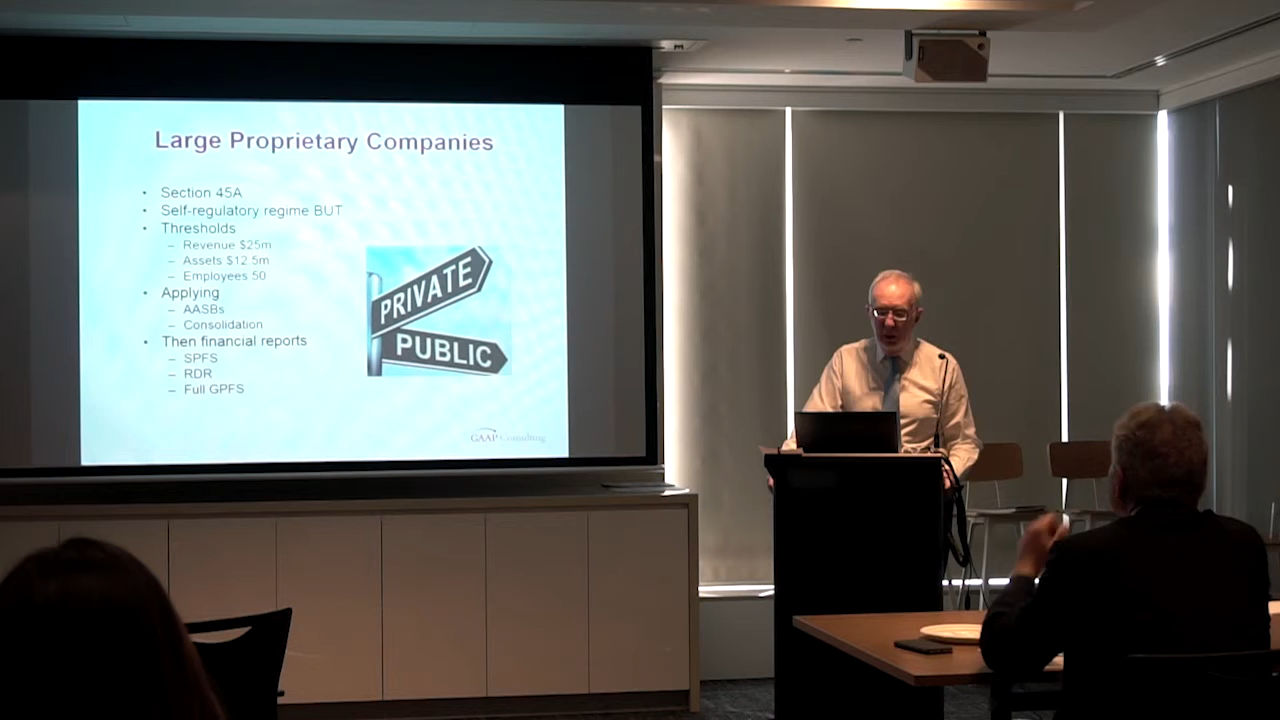 Large Proprietary Companies
• Section 45A
• Self-regulatory regime BUT
• Thresholds
– Revenue $25m
– Assets $12.5m
– Employees 50
• Applying
– AASBs
– Consolidation
• Then financial reports
– SPFS
– RDR
– Full GPFS
PRIVATE
PUBLIC
GAAP Consulting